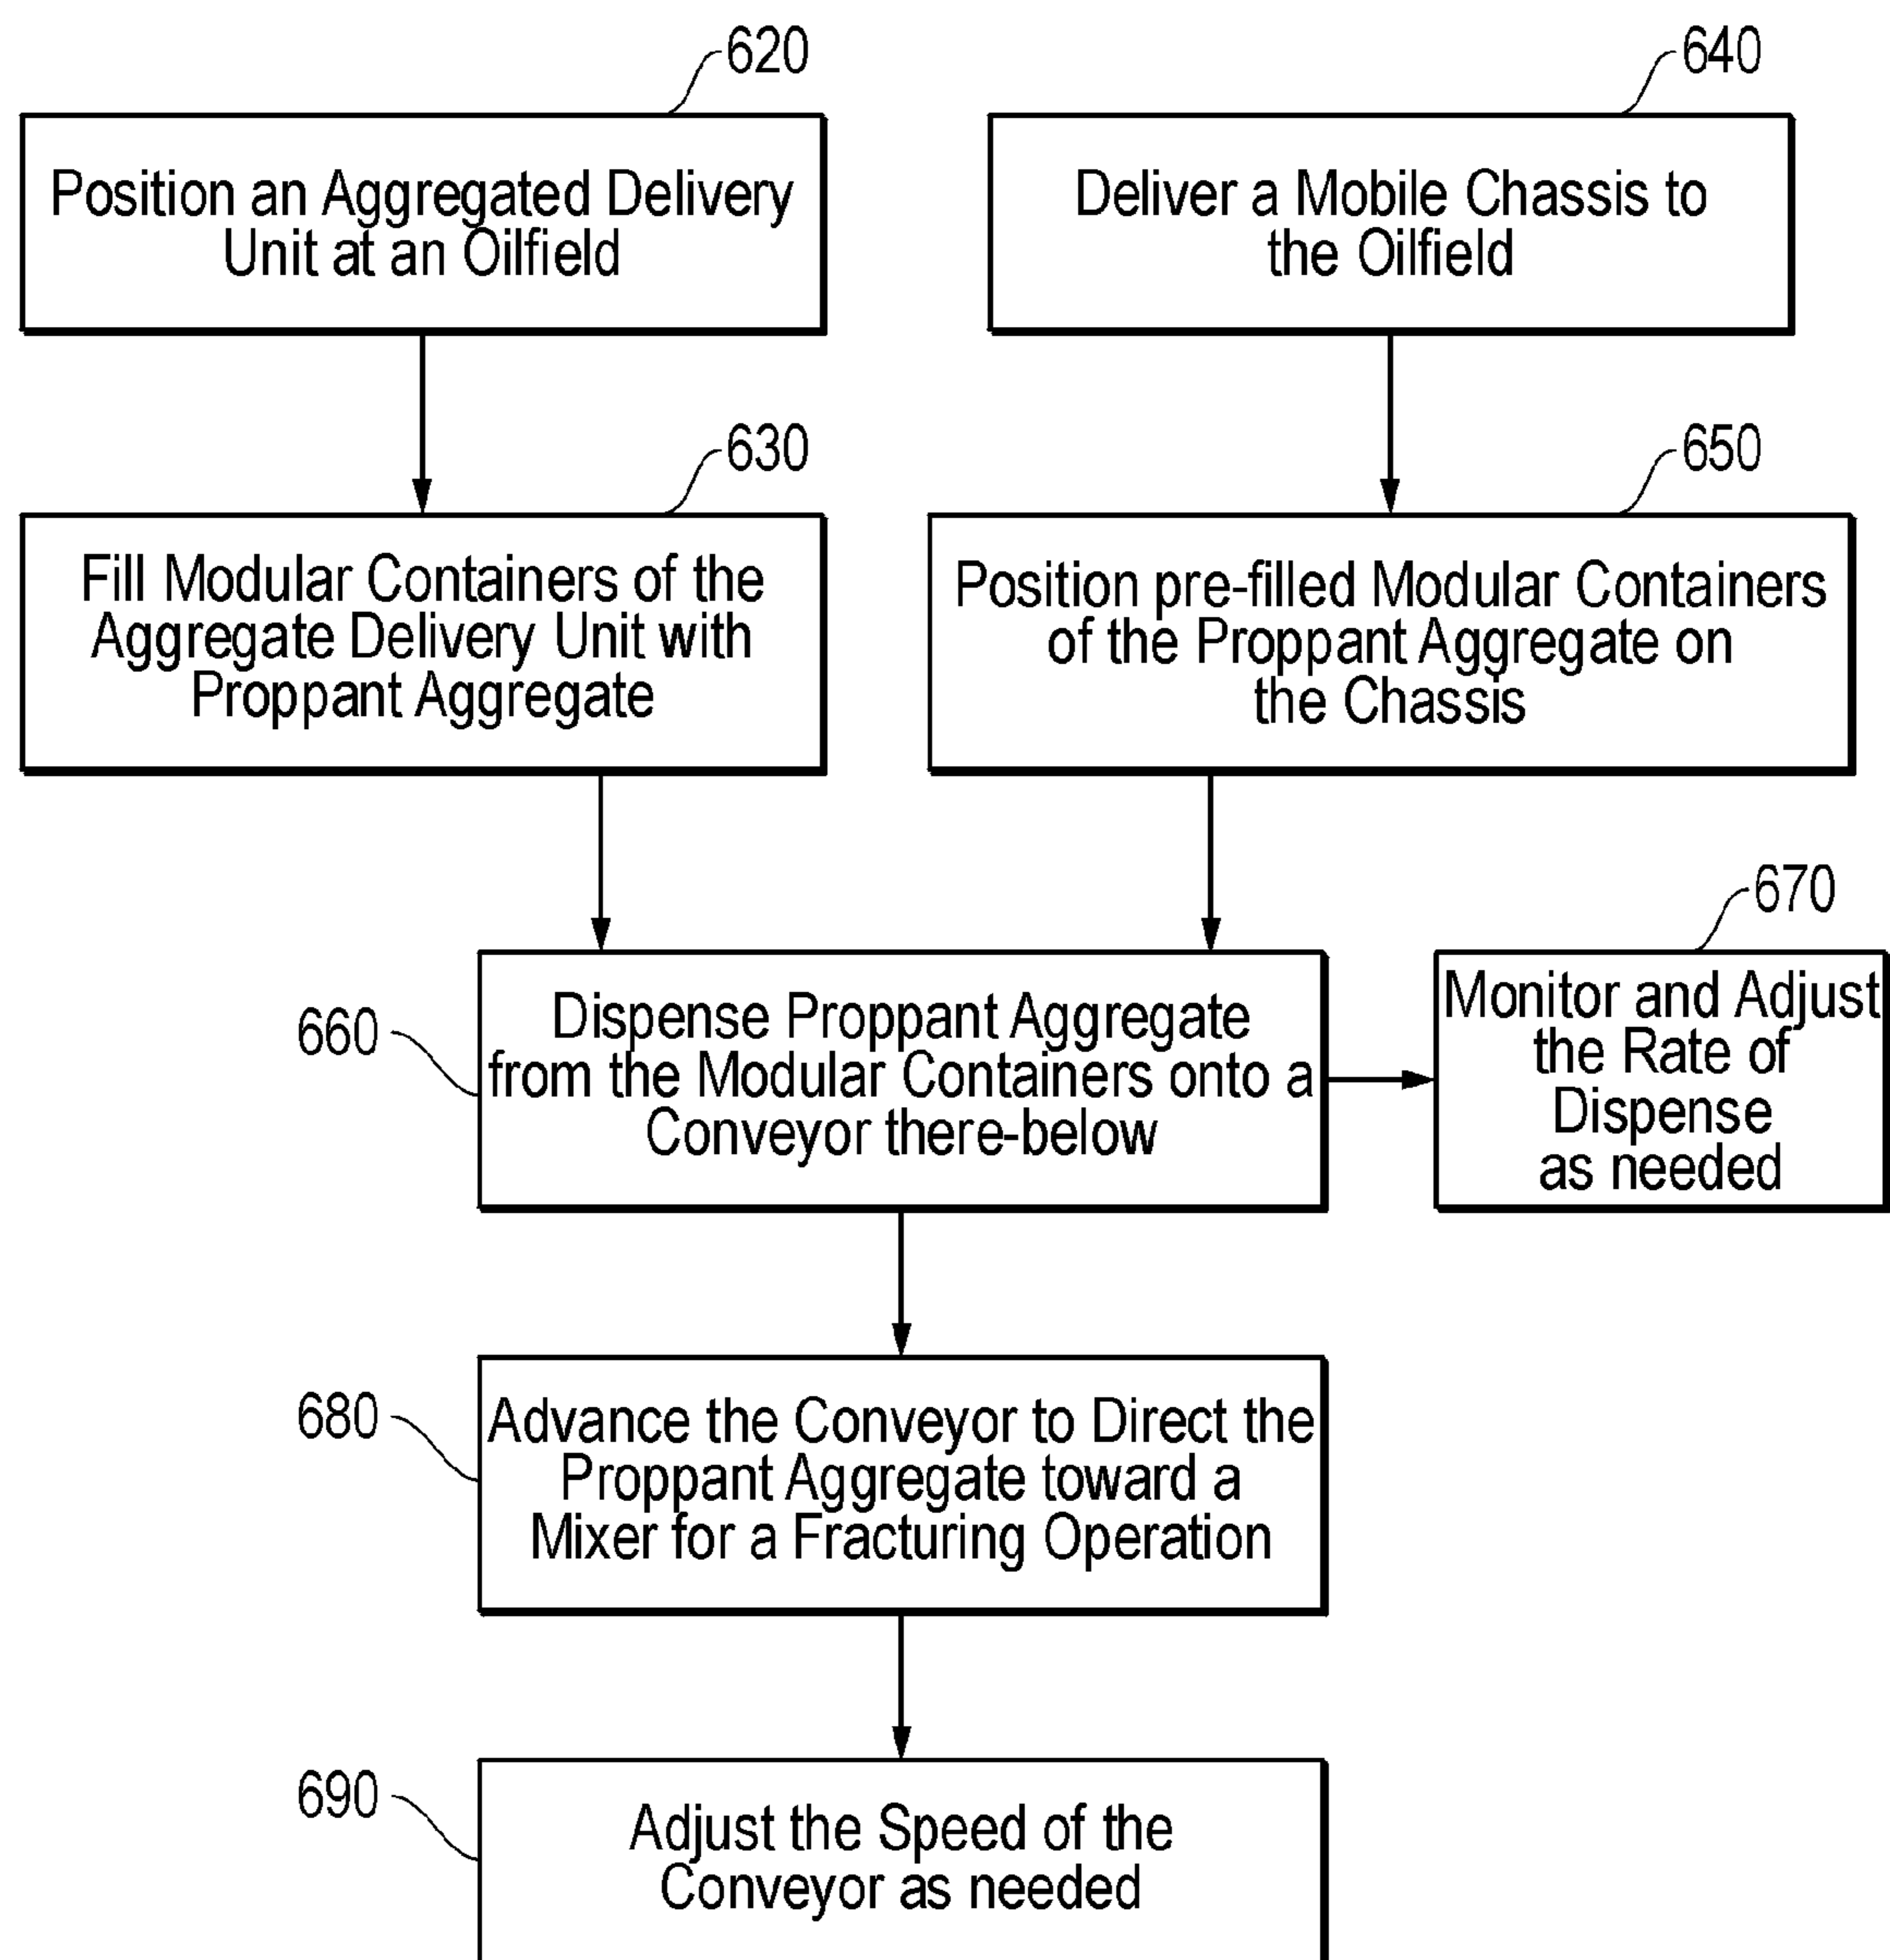 620
Position an Aggregated Delivery
Unit at an Oilfield
640
Deliver a Mobile Chassis to
the Oilfield
630
Fill Modular Containers of the
Aggregate Delivery Unit with
Proppant Aggregate
650
Position pre-filled Modular Containers
of the Proppant Aggregate on
the Chassis
660
Dispense Proppant Aggregate
from the Modular Containers onto a
Conveyor there-below
670
Monitor and Adjust
the Rate of
Dispense
as needed
680
Advance the Conveyor to Direct the
Proppant Aggregate toward a
Mixer for a Fracturing Operation
690
Adjust the Speed of the
Conveyor as needed